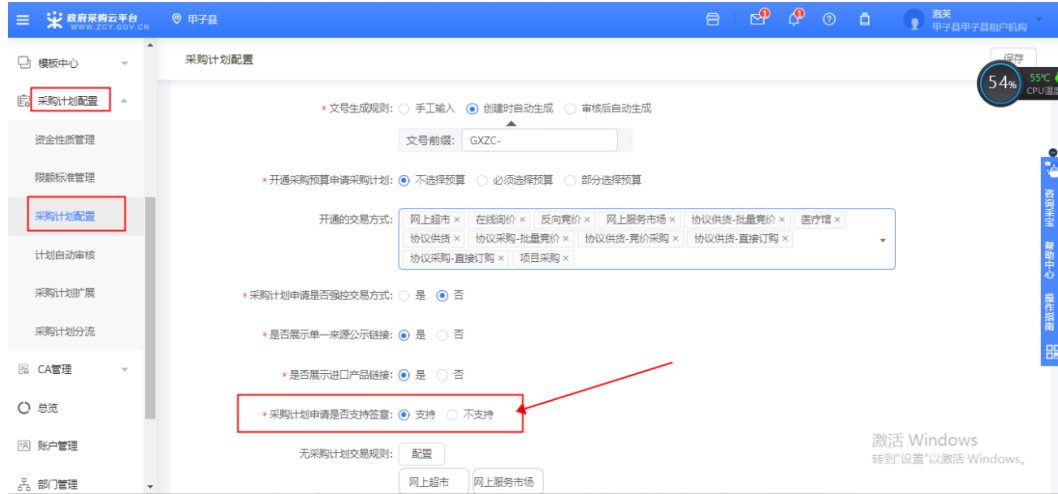 政府采购云平台
WWW.ZCY.GOV.CN
甲子县
1
1
泡芙
甲子县甲子县租户机构
模板中心
采购计划配置
资金性质管理
限额标准管理
采购计划配置
计划自动审核
采购计划扩展
采购计划分流
CA管理
总览
账户管理
部门管理
采购计划配置
保存
* 文号生成规则: 手工输入 创建时自动生成 审核后自动生成
文号前缀: GXZC-
* 开通采购预算申请采购计划: 不选择预算 必须选择预算 部分选择预算
开通的交易方式: 网上超市 × 在线询价 × 反向竞价 × 网上服务市场 × 协议供货-批量竞价 × 医疗馆 ×
协议供货 × 协议采购-批量竞价 × 协议供货-竞价采购 × 协议供货-直接订购 ×
协议采购-直接订购 × 项目采购 ×
* 采购计划申请是否强控交易方式: 是 否
* 是否展示单一来源公示链接: 是 否
* 是否展示进口产品链接: 是 否
* 采购计划申请是否支持签章: 支持 不支持
无采购计划交易规则: 配置
网上超市 网上服务市场
54%
55℃
CPU温度
咨询采宝
帮助中心
操作指南
激活 Windows
转到"设置"以激活 Windows。